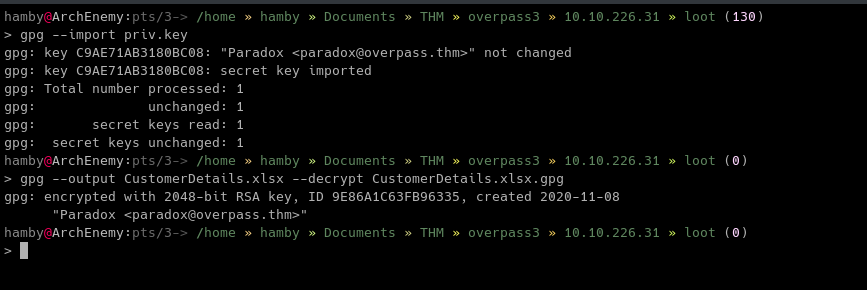 hamby@ArchEnemy:pts/3-> /home » hamby » Documents » THM » overpass3 » 10.10.226.31 » loot (130)
> gpg --import priv.key
gpg: key C9AE71AB3180BC08: "Paradox <paradox@overpass.thm>" not changed
gpg: key C9AE71AB3180BC08: secret key imported
gpg: Total number processed: 1
gpg:              unchanged: 1
gpg:       secret keys read: 1
gpg:  secret keys unchanged: 1
hamby@ArchEnemy:pts/3-> /home » hamby » Documents » THM » overpass3 » 10.10.226.31 » loot (0)
> gpg --output CustomerDetails.xlsx --decrypt CustomerDetails.xlsx.gpg
gpg: encrypted with 2048-bit RSA key, ID 9E86A1C63FB96335, created 2020-11-08
      "Paradox <paradox@overpass.thm>"
hamby@ArchEnemy:pts/3-> /home » hamby » Documents » THM » overpass3 » 10.10.226.31 » loot (0)
>